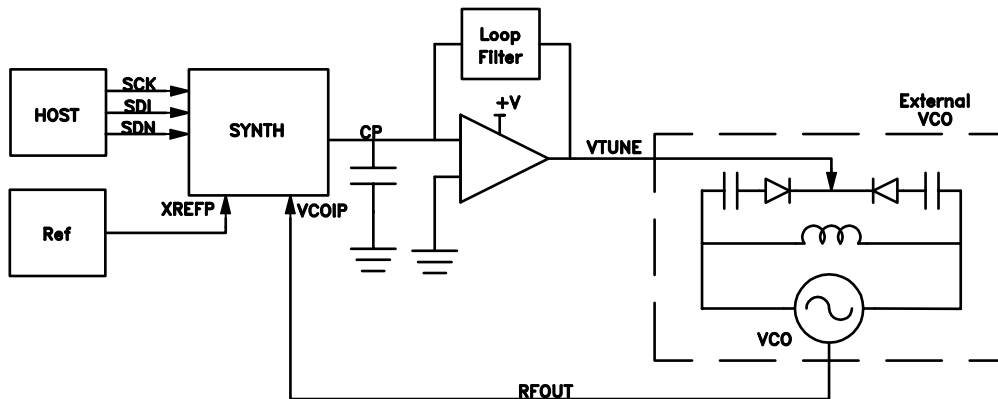 Loop
Filter
+V
External
VCO
HOST
SCK
SDI
SDN
SYNTH
CP
VTUNE
Ref
XREFP
VCOIP
VCO
RFOUT